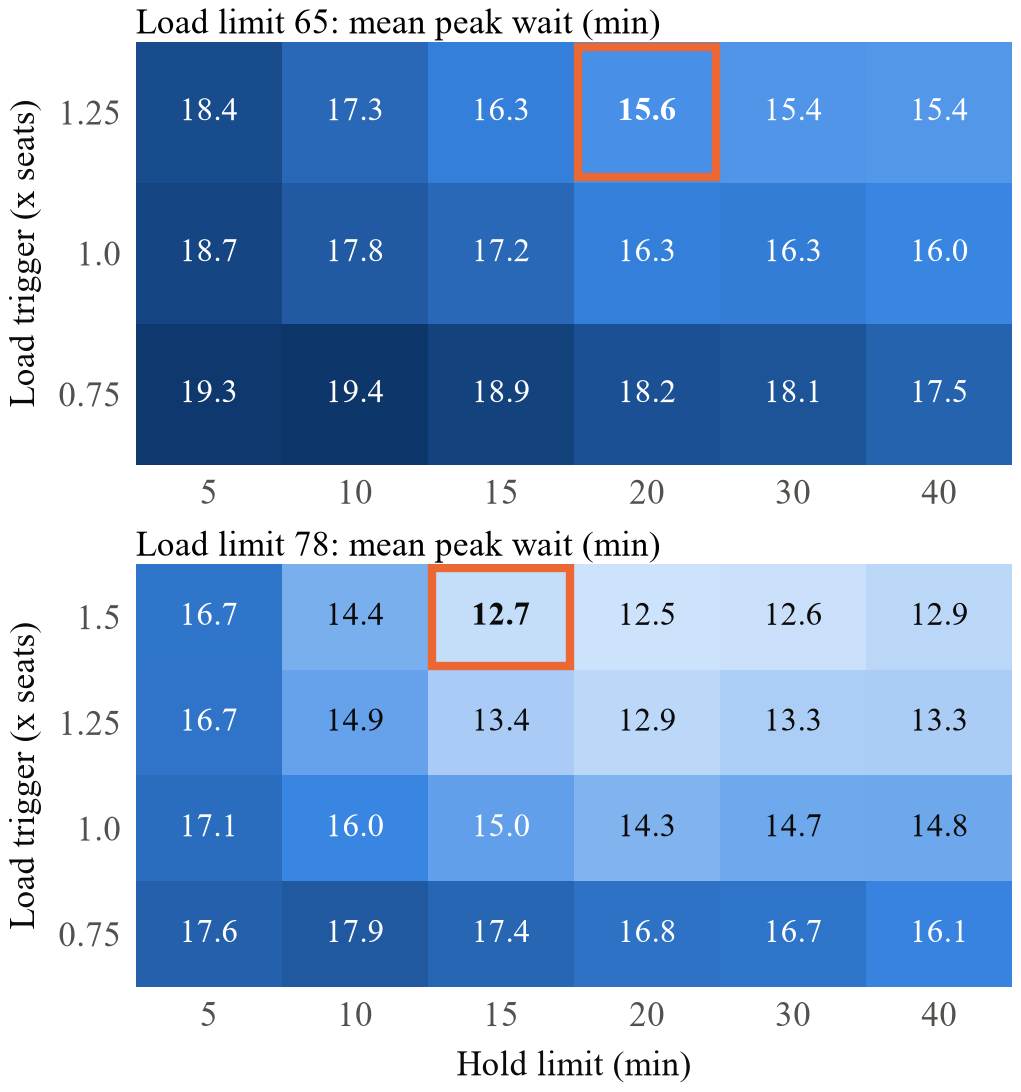 Load limit 65: mean peak wait (min)
Load trigger (x seats)
1.25 18.4 17.3 16.3 15.6 15.4 15.4
1.0 18.7 17.8 17.2 16.3 16.3 16.0
0.75 19.3 19.4 18.9 18.2 18.1 17.5
5 10 15 20 30 40
Load limit 78: mean peak wait (min)
Load trigger (x seats)
1.5 16.7 14.4 12.7 12.5 12.6 12.9
1.25 16.7 14.9 13.4 12.9 13.3 13.3
1.0 17.1 16.0 15.0 14.3 14.7 14.8
0.75 17.6 17.9 17.4 16.8 16.7 16.1
5 10 15 20 30 40
Hold limit (min)